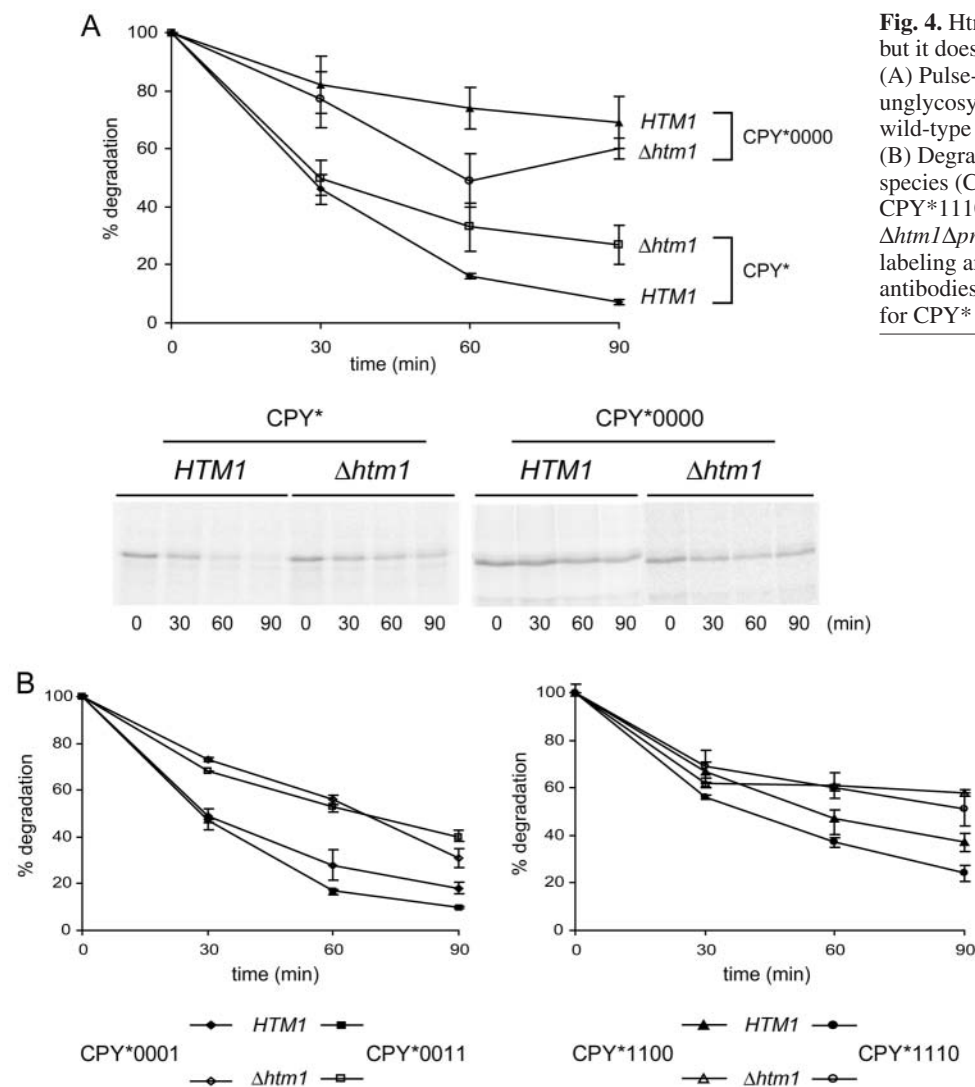 A
100
80
60
40
20
0
% degradation
0 30 60 90
time (min)
HTM1
Δhtm1
CPY*0000
Δhtm1
HTM1
CPY*
Fig. 4. Htm
but it does
(A) Pulse-
unglycosy
wild-type
(B) Degra
species (C
CPY*111
Δhtm1Δpr
labeling a
antibodies
for CPY*
CPY* CPY*0000
HTM1 Δhtm1 HTM1 Δhtm1
0 30 60 90 0 30 60 90 0 30 60 90 0 30 60 90 (min)
B
100
80
60
40
20
0
% degradation
0 30 60 90
time (min)
HTM1
CPY*0001 CPY*0011
Δhtm1
100
80
60
40
20
0
% degradation
0 30 60 90
time (min)
HTM1
CPY*1100 CPY*1110
Δhtm1